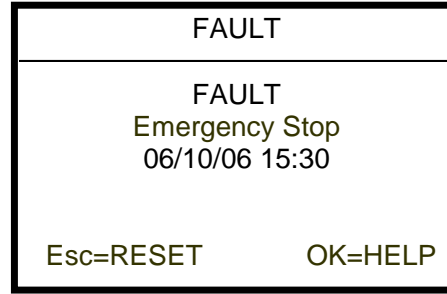 FAULT
FAULT
Emergency Stop
06/10/06 15:30
Esc=RESET OK=HELP